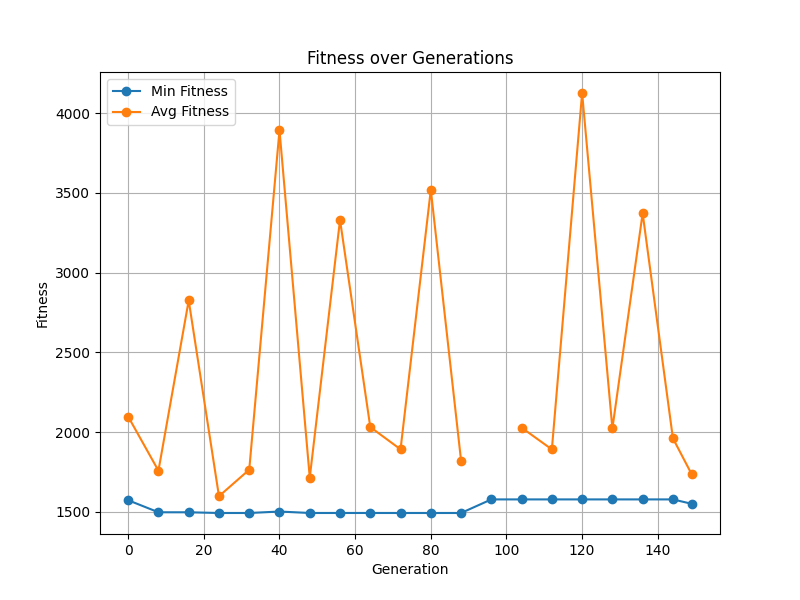 Fitness over Generations
Min Fitness
Avg Fitness
4000
3500
3000
2500
2000
1500
Fitness
0 20 40 60 80 100 120 140
Generation